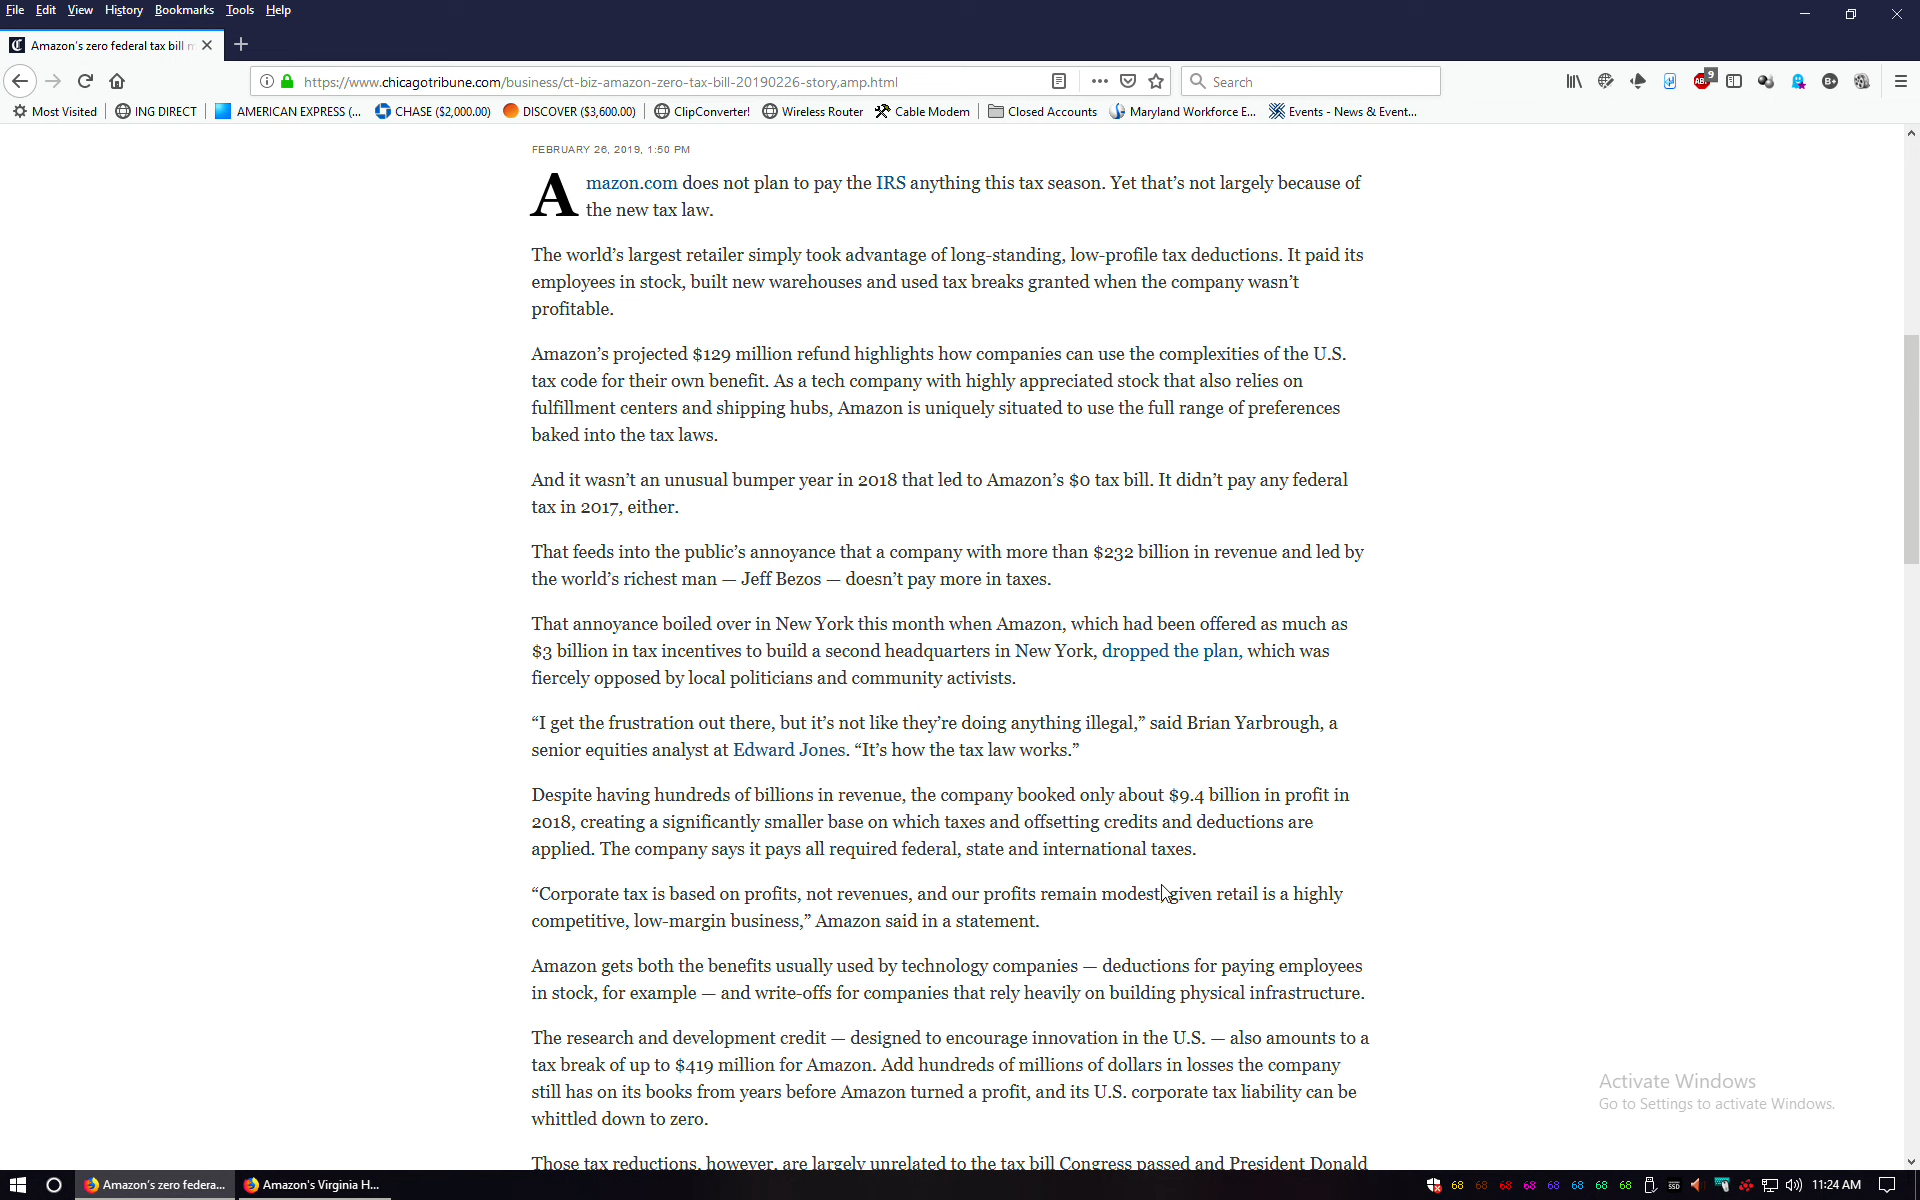 File Edit View History Bookmarks Tools Help
Amazon's zero federal tax bill
https://www.chicagotribune.com/business/ct-biz-amazon-zero-tax-bill-20190226-story,amp.html
Search
9
Most Visited ING DIRECT AMERICAN EXPRESS (... CHASE ($2,000.00) DISCOVER ($3,600.00) ClipConverter! Wireless Router Cable Modem Closed Accounts Maryland Workforce E... Events - News & Event...
FEBRUARY 26, 2019, 1:50 PM
Amazon.com does not plan to pay the IRS anything this tax season. Yet that's not largely because of
the new tax law.
The world's largest retailer simply took advantage of long-standing, low-profile tax deductions. It paid its
employees in stock, built new warehouses and used tax breaks granted when the company wasn't
profitable.
Amazon's projected $129 million refund highlights how companies can use the complexities of the U.S.
tax code for their own benefit. As a tech company with highly appreciated stock that also relies on
fulfillment centers and shipping hubs, Amazon is uniquely situated to use the full range of preferences
baked into the tax laws.
And it wasn't an unusual bumper year in 2018 that led to Amazon's $0 tax bill. It didn't pay any federal
tax in 2017, either.
That feeds into the public's annoyance that a company with more than $232 billion in revenue and led by
the world's richest man — Jeff Bezos — doesn't pay more in taxes.
That annoyance boiled over in New York this month when Amazon, which had been offered as much as
$3 billion in tax incentives to build a second headquarters in New York, dropped the plan, which was
fiercely opposed by local politicians and community activists.
“I get the frustration out there, but it's not like they're doing anything illegal,” said Brian Yarbrough, a
senior equities analyst at Edward Jones. “It's how the tax law works.”
Despite having hundreds of billions in revenue, the company booked only about $9.4 billion in profit in
2018, creating a significantly smaller base on which taxes and offsetting credits and deductions are
applied. The company says it pays all required federal, state and international taxes.
“Corporate tax is based on profits, not revenues, and our profits remain modest given retail is a highly
competitive, low-margin business,” Amazon said in a statement.
Amazon gets both the benefits usually used by technology companies — deductions for paying employees
in stock, for example — and write-offs for companies that rely heavily on building physical infrastructure.
The research and development credit — designed to encourage innovation in the U.S. — also amounts to a
tax break of up to $419 million for Amazon. Add hundreds of millions of dollars in losses the company
still has on its books from years before Amazon turned a profit, and its U.S. corporate tax liability can be
whittled down to zero.
Those tax reductions, however, are largely unrelated to the tax bill Congress passed and President Donald
Activate Windows
Go to Settings to activate Windows.
Amazon's zero federa... Amazon's Virginia H... 68 68 68 68 68 68 68 68 11:24 AM